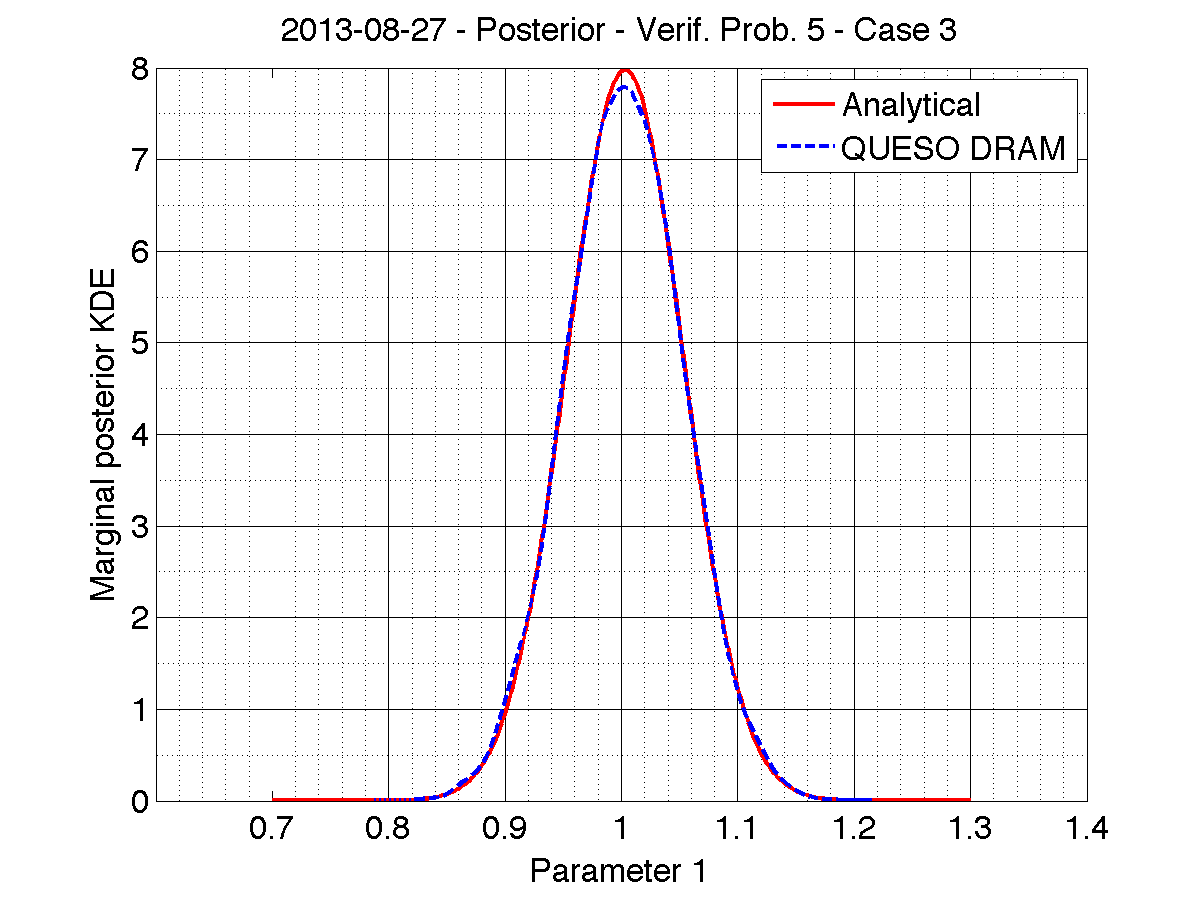 2013-08-27 - Posterior - Verif. Prob. 5 - Case 3
Analytical
QUESO DRAM
Marginal posterior KDE
8
7
6
5
4
3
2
1
0
0.7 0.8 0.9 1 1.1 1.2 1.3 1.4
Parameter 1